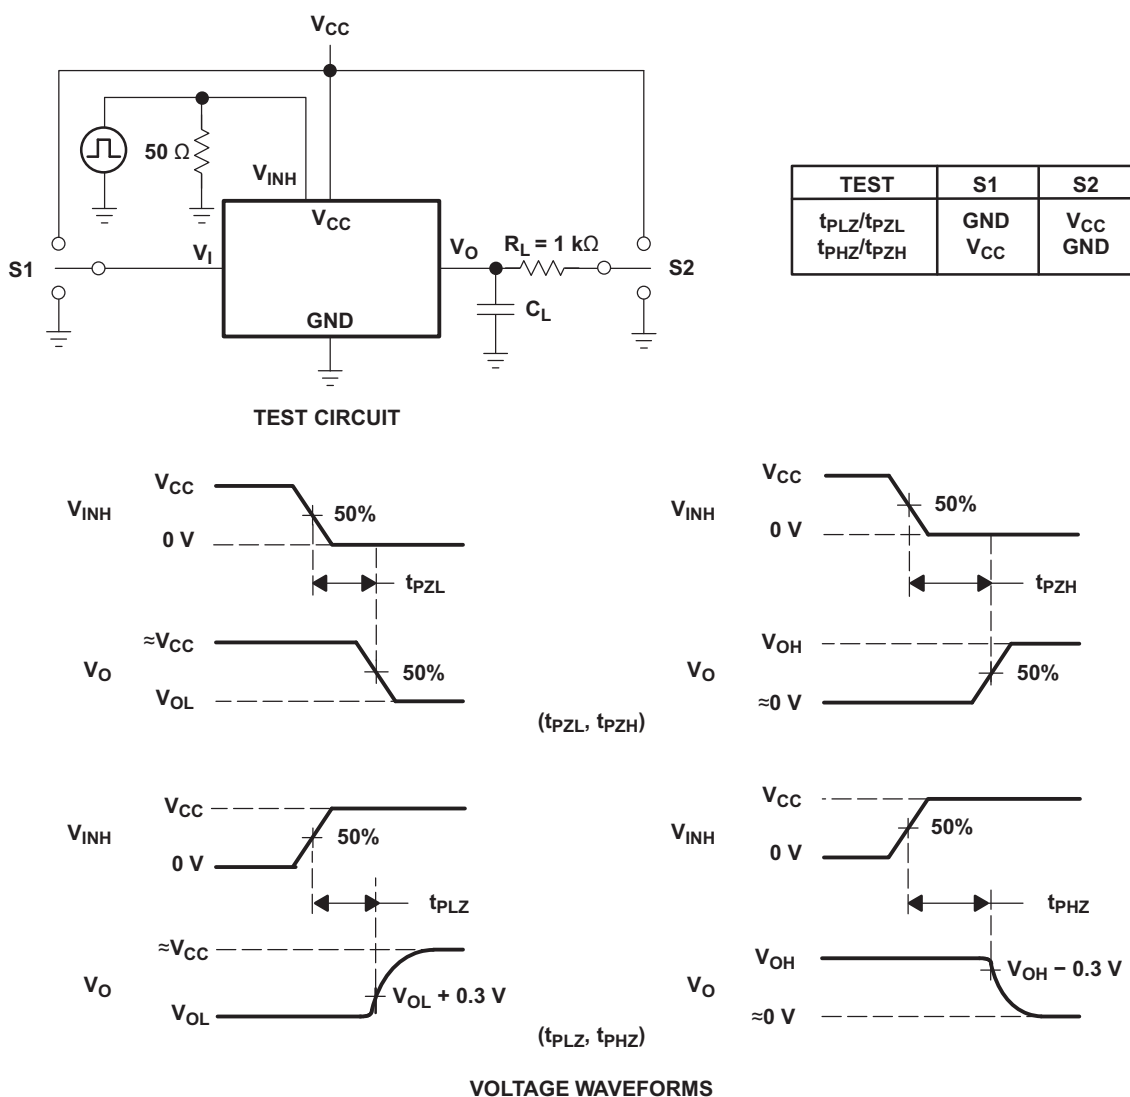 VCC
50 Ω
VINH
VCC
VI
VO
RL = 1 kΩ
S1
S2
CL
GND
TEST CIRCUIT
TEST S1 S2
tPLZ/tPZL GND VCC
tPHZ/tPZH VCC GND
VCC
VINH
50%
0 V
tPZL
≈VCC
VO
50%
VOL
VCC
VINH
50%
0 V
tPZH
VOH
VO
50%
≈0 V
(tPZL, tPZH)
VCC
VINH
50%
0 V
tPLZ
≈VCC
VO
VOL + 0.3 V
VOL
VCC
VINH
50%
0 V
tPHZ
VOH
VOH − 0.3 V
VO
≈0 V
(tPLZ, tPHZ)
VOLTAGE WAVEFORMS